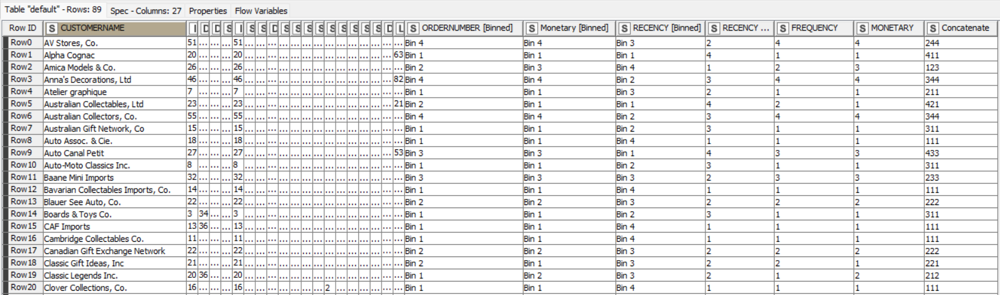 Table "default" - Rows: 89 Spec - Columns: 27 Properties Flow Variables
Row ID S CUSTOMERNAME I D D S I S S D S S S S S S S S S D L S ORDERNUMBER [Binned] S Monetary [Binned] S RECENCY [Binned] S RECENCY ... S FREQUENCY S MONETARY S Concatenate
Row0 AV Stores, Co. 51 ... ... ... 51 ... ... ... ... ... ... ... ... ... ... ... ... ... ... Bin 4 Bin 4 Bin 3 2 4 4 244
Row1 Alpha Cognac 20 ... ... ... 20 ... ... ... ... ... ... ... ... ... ... ... ... ... 63 Bin 1 Bin 1 Bin 1 4 1 1 411
Row2 Amica Models & Co. 26 ... ... ... 26 ... ... ... ... ... ... ... ... ... ... ... ... ... ... Bin 2 Bin 3 Bin 4 1 2 3 123
Row3 Anna's Decorations, Ltd 46 ... ... ... 46 ... ... ... ... ... ... ... ... ... ... ... ... ... 82 Bin 4 Bin 4 Bin 2 3 4 4 344
Row4 Atelier graphique 7 ... ... ... 7 ... ... ... ... ... ... ... ... ... ... ... ... ... ... Bin 1 Bin 1 Bin 3 2 1 1 211
Row5 Australian Collectables, Ltd 23 ... ... ... 23 ... ... ... ... ... ... ... ... ... ... ... ... ... 21 Bin 2 Bin 1 Bin 1 4 2 1 421
Row6 Australian Collectors, Co. 55 ... ... ... 55 ... ... ... ... ... ... ... ... ... ... ... ... ... ... Bin 4 Bin 4 Bin 2 3 4 4 344
Row7 Australian Gift Network, Co 15 ... ... ... 15 ... ... ... ... ... ... ... ... ... ... ... ... ... ... Bin 1 Bin 1 Bin 2 3 1 1 311
Row8 Auto Assoc. & Cie. 18 ... ... ... 18 ... ... ... ... ... ... ... ... ... ... ... ... ... ... Bin 1 Bin 1 Bin 4 1 1 1 111
Row9 Auto Canal Petit 27 ... ... ... 27 ... ... ... ... ... ... ... ... ... ... ... ... ... 53 Bin 3 Bin 3 Bin 1 4 3 3 433
Row10 Auto-Moto Classics Inc. 8 ... ... ... 8 ... ... ... ... ... ... ... ... ... ... ... ... ... ... Bin 1 Bin 1 Bin 2 3 1 1 311
Row11 Baane Mini Imports 32 ... ... ... 32 ... ... ... ... ... ... ... ... ... ... ... ... ... ... Bin 3 Bin 3 Bin 3 2 3 3 233
Row12 Bavarian Collectables Imports, Co. 14 ... ... ... 14 ... ... ... ... ... ... ... ... ... ... ... ... ... ... Bin 1 Bin 1 Bin 4 1 1 1 111
Row13 Blauer See Auto, Co. 22 ... ... ... 22 ... ... ... ... ... ... ... ... ... ... ... ... ... ... Bin 2 Bin 2 Bin 3 2 2 2 222
Row14 Boards & Toys Co. 3 34 ... ... 3 ... ... ... ... ... ... ... ... ... ... ... ... ... ... Bin 1 Bin 1 Bin 2 3 1 1 311
Row15 CAF Imports 13 36 ... ... 13 ... ... ... ... ... ... ... ... ... ... ... ... ... ... Bin 1 Bin 1 Bin 4 1 1 1 111
Row16 Cambridge Collectables Co. 11 ... ... ... 11 ... ... ... ... ... ... ... ... ... ... ... ... ... ... Bin 1 Bin 1 Bin 4 1 1 1 111
Row17 Canadian Gift Exchange Network 22 ... ... ... 22 ... ... ... ... ... ... ... ... ... ... ... ... ... ... Bin 2 Bin 2 Bin 3 2 2 2 222
Row18 Classic Gift Ideas, Inc 21 ... ... ... 21 ... ... ... ... ... ... ... ... ... ... ... ... ... ... Bin 2 Bin 1 Bin 3 2 2 1 221
Row19 Classic Legends Inc. 20 36 ... ... 20 ... ... ... ... ... ... ... ... ... ... ... ... ... ... Bin 1 Bin 2 Bin 3 2 1 2 212
Row20 Clover Collections, Co. 16 ... ... ... 16 ... ... ... ... ... ... ... 2 ... ... ... ... ... ... Bin 1 Bin 1 Bin 4 1 1 1 111